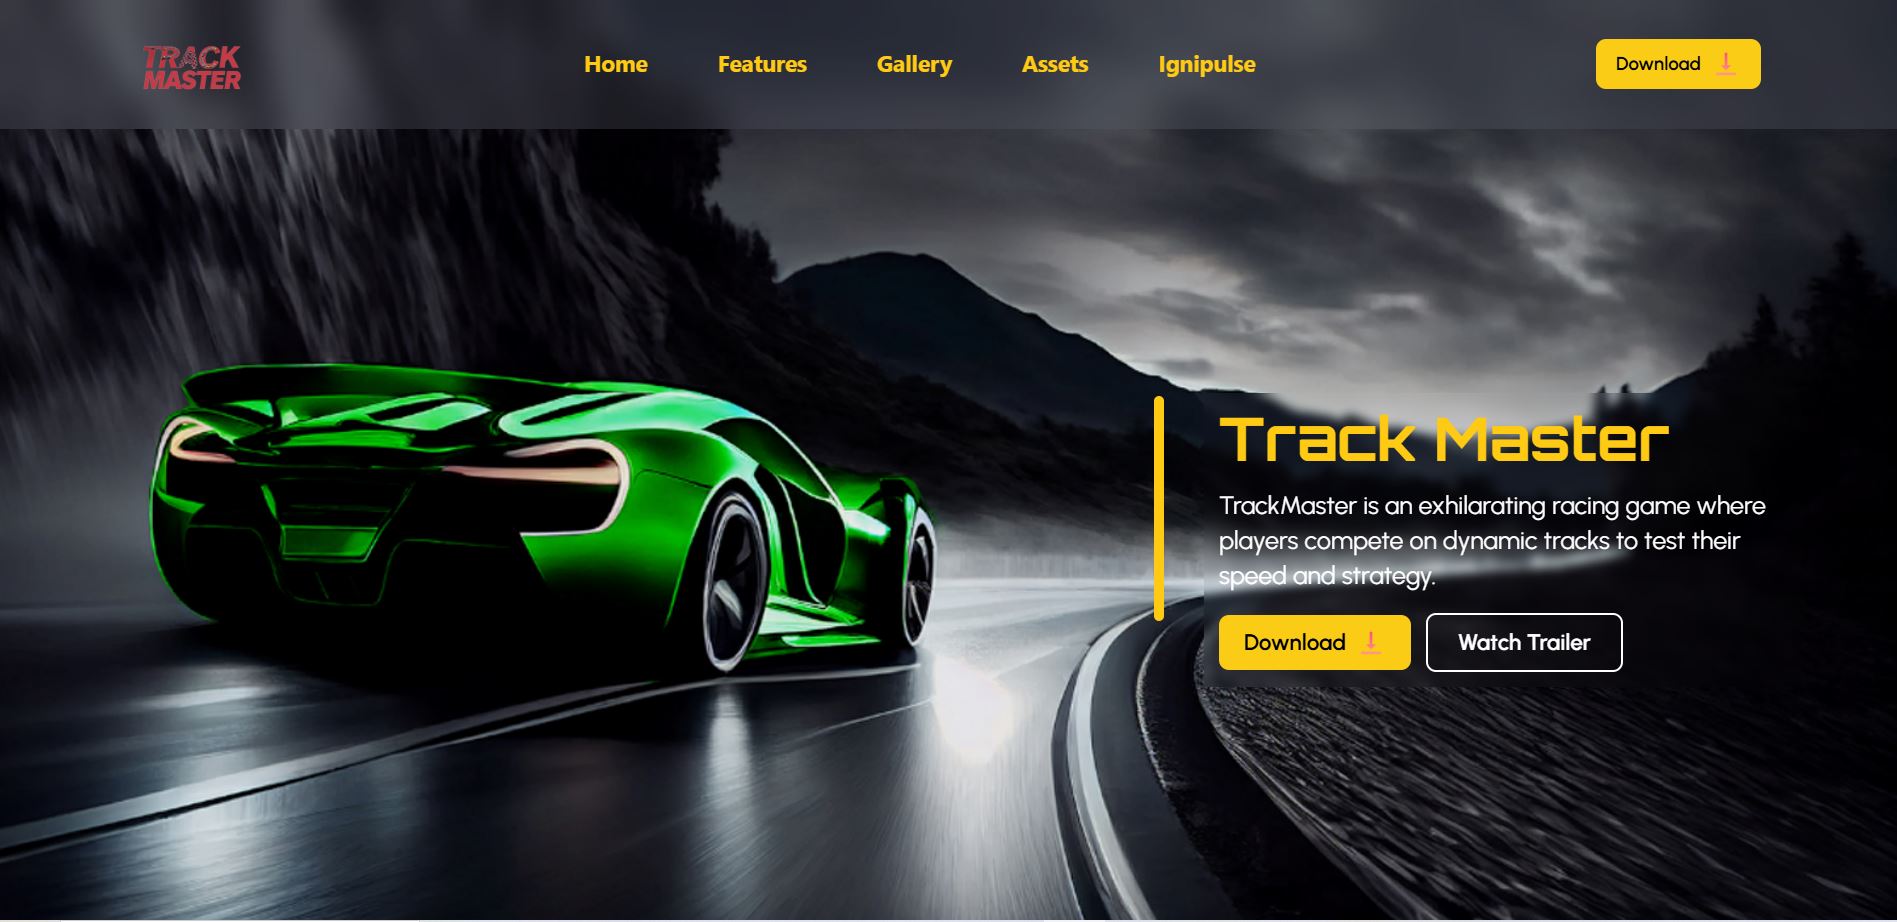 TRACK
MASTER
Home Features Gallery Assets Ignipulse
Download
Track Master
TrackMaster is an exhilarating racing game where
players compete on dynamic tracks to test their
speed and strategy.
Download Watch Trailer